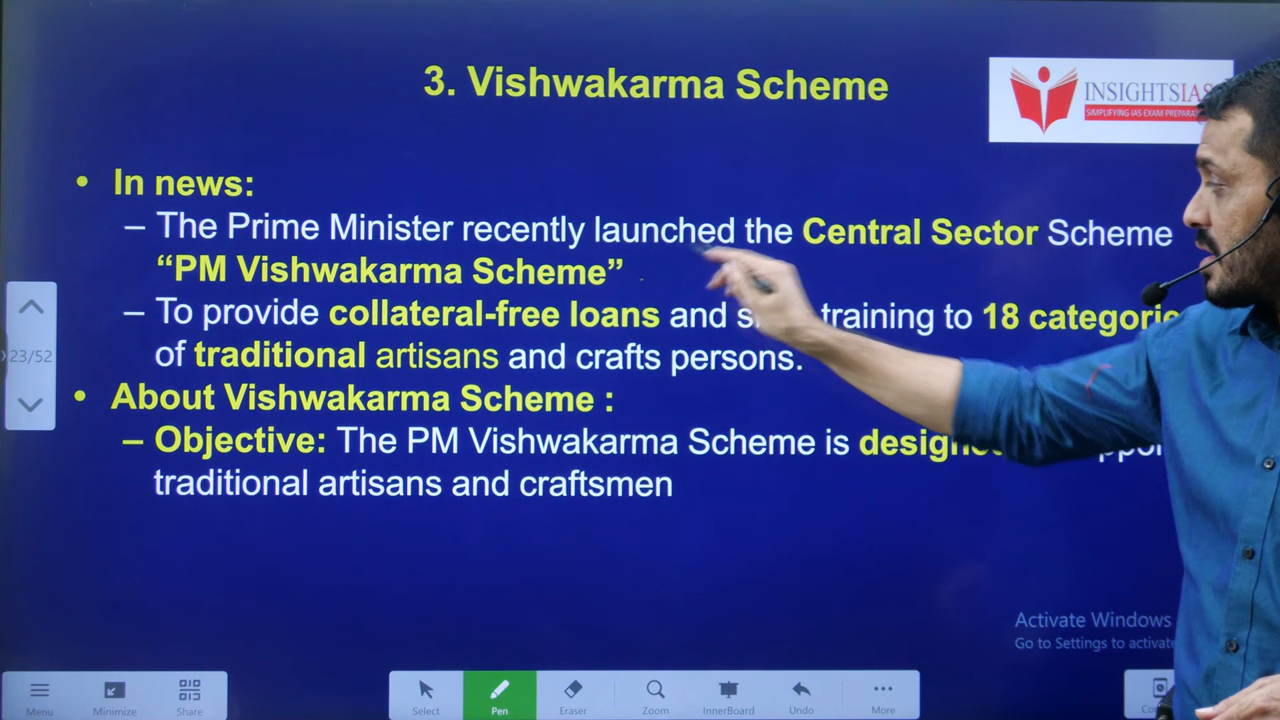 3. Vishwakarma Scheme
INSIGHTSIAS
SIMPLIFYING IAS EXAM
• In news:
– The Prime Minister recently launched the Central Sector Scheme
“PM Vishwakarma Scheme”
– To provide collateral-free loans and training to 18
of traditional artisans and crafts persons.
• About Vishwakarma Scheme :
– Objective: The PM Vishwakarma Scheme is
traditional artisans and craftsmen
23/52
Activate Windows
Go to Settings to activate
Menu Minimize Share Select Pen Eraser Zoom InnerBoard Undo More